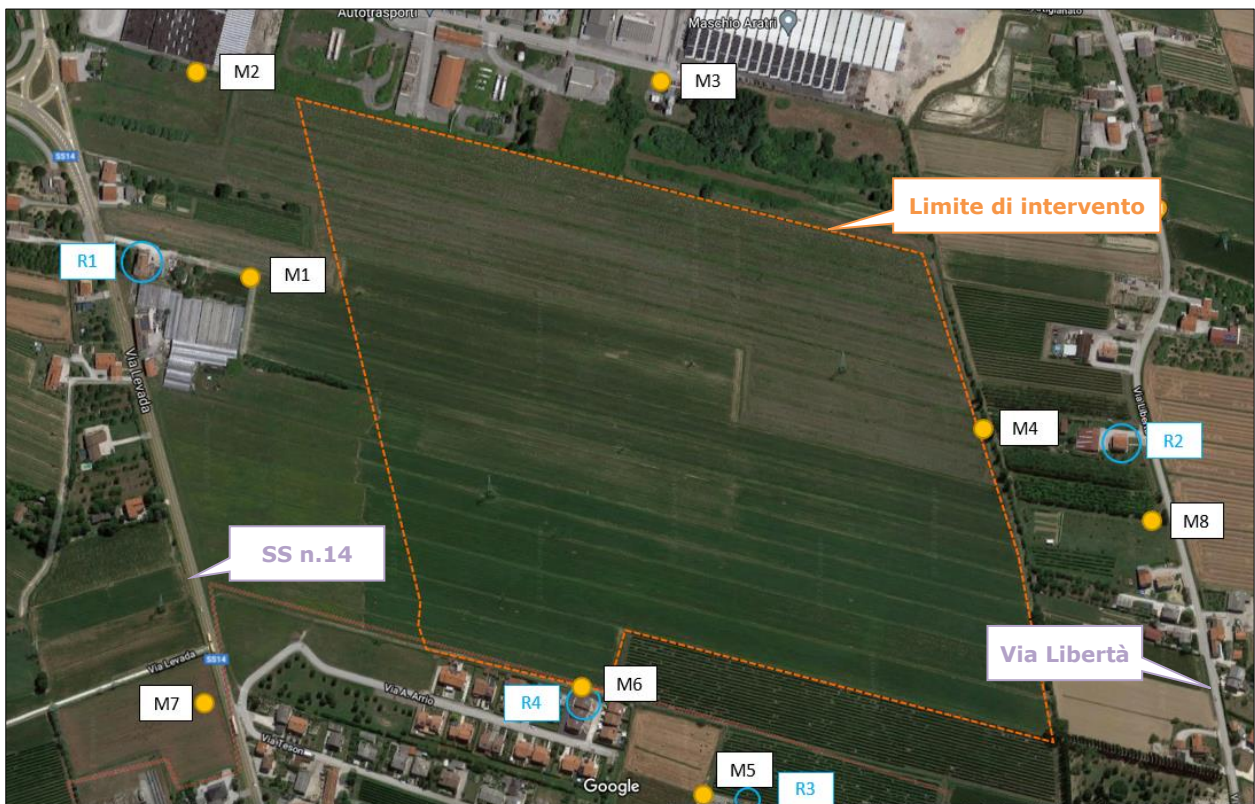 Autotrasporti
Maschio Aratri
M2
M3
SS14
Limite di intervento
R1
M1
Via Levada
M4
R2
M8
SS n.14
Via Levada
SS14
Via Libertà
M7
Via A. Arrio
R4
M6
Via Teson
Google
M5
R3